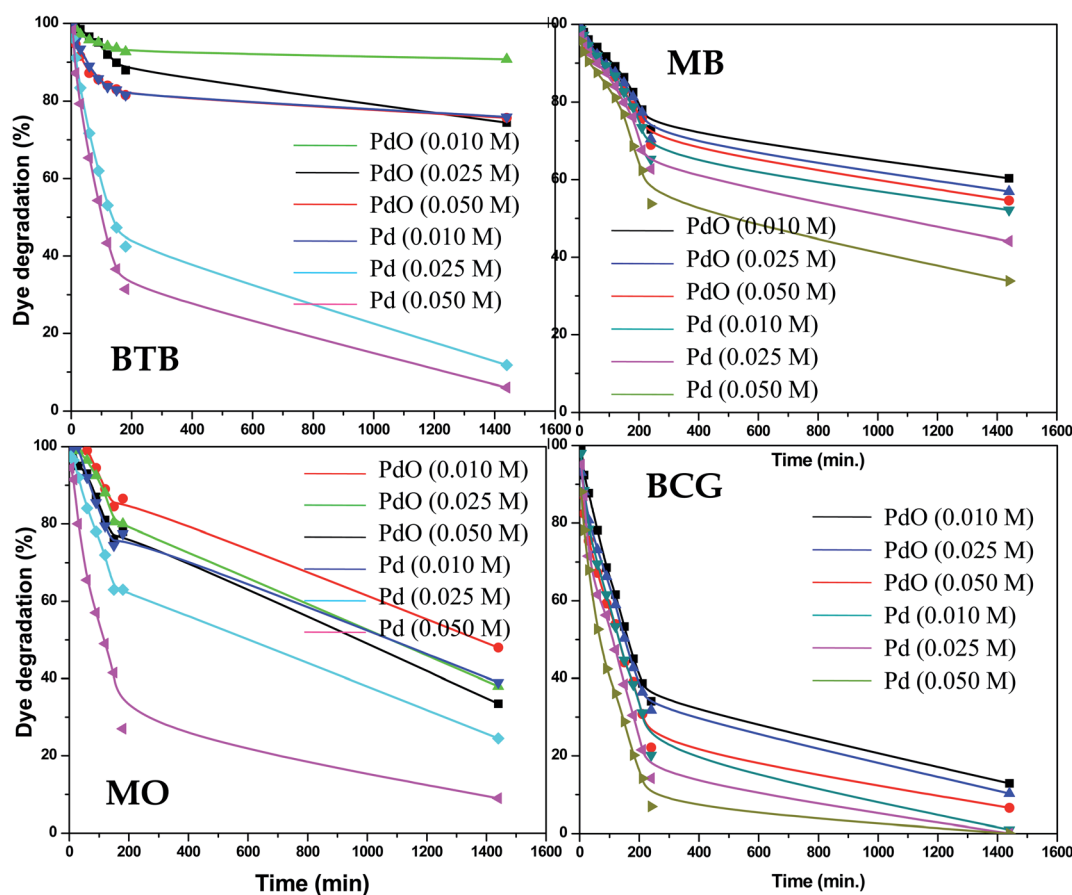 Dye degradation (%)
100
80
60
40
20
0
0 200 400 600 800 1000 1200 1400 1600
PdO (0.010 M)
PdO (0.025 M)
PdO (0.050 M)
Pd (0.010 M)
Pd (0.025 M)
Pd (0.050 M)
BTB
100
80
60
40
20
0
0 200 400 600 800 1000 1200 1400 1600
Time (min.)
MB
PdO (0.010 M)
PdO (0.025 M)
PdO (0.050 M)
Pd (0.010 M)
Pd (0.025 M)
Pd (0.050 M)
Dye degradation (%)
100
80
60
40
20
0
0 200 400 600 800 1000 1200 1400 1600
Time (min)
PdO (0.010 M)
PdO (0.025 M)
PdO (0.050 M)
Pd (0.010 M)
Pd (0.025 M)
Pd (0.050 M)
MO
100
80
60
40
20
0
0 200 400 600 800 1000 1200 1400 1600
Time (min.)
BCG
PdO (0.010 M)
PdO (0.025 M)
PdO (0.050 M)
Pd (0.010 M)
Pd (0.025 M)
Pd (0.050 M)